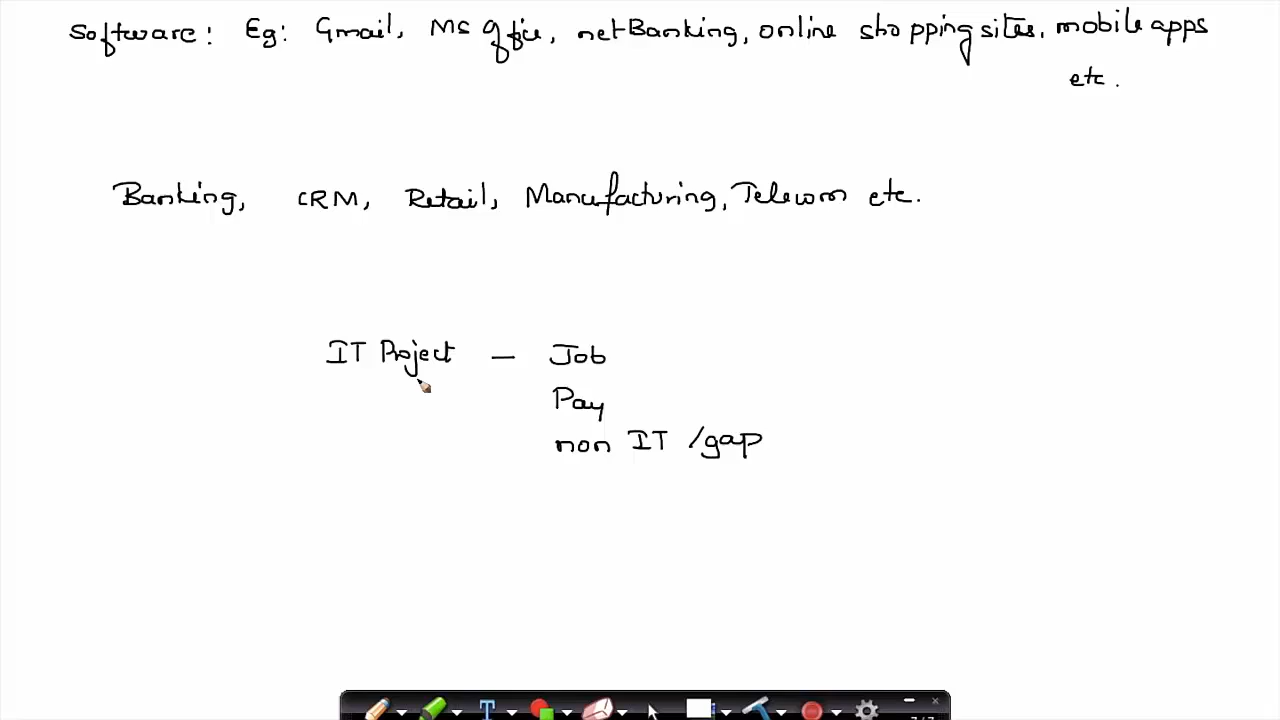 Software: Eg: Gmail, MS Office, netBanking, online shopping sites, mobile apps
etc.
Banking, CRM, Retail, Manufacturing, Telecom etc.
IT Project - Job
Pay
non IT /gap